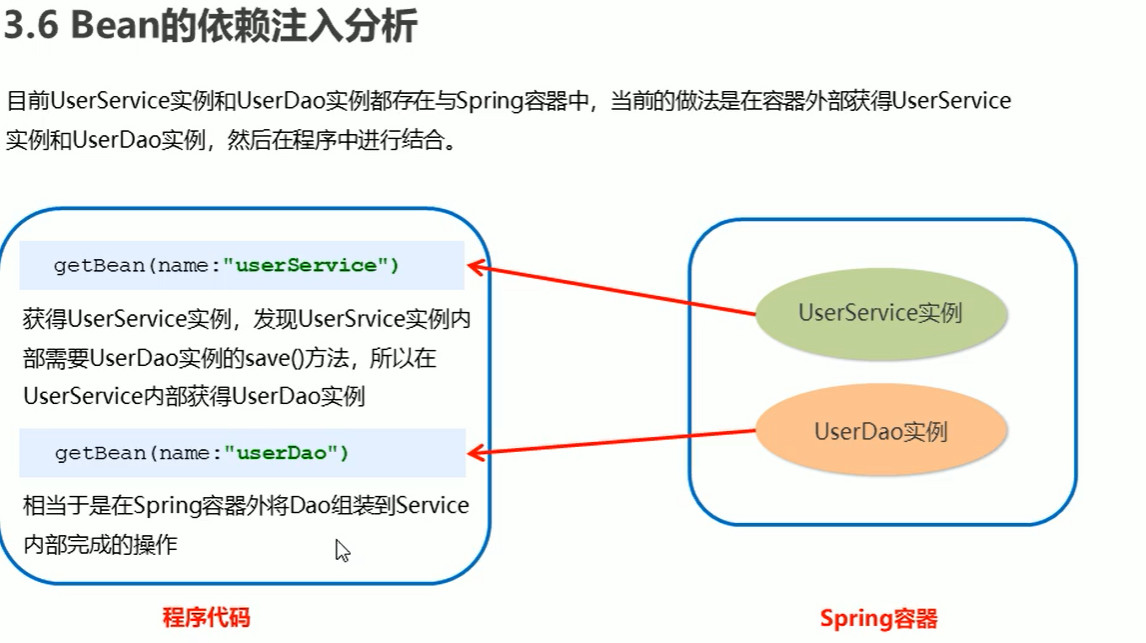 3.6 Bean的依赖注入分析
目前UserService实例和UserDao实例都存在与Spring容器中，当前的做法是在容器外部获得UserService
实例和UserDao实例，然后在程序中进行结合。
getBean(name:"userService")
获得UserService实例，发现UserSrvice实例内
部需要UserDao实例的save()方法，所以在
UserService内部获得UserDao实例
getBean(name:"userDao")
相当于是在Spring容器外将Dao组装到Service
内部完成的操作
程序代码
UserService实例
UserDao实例
Spring容器